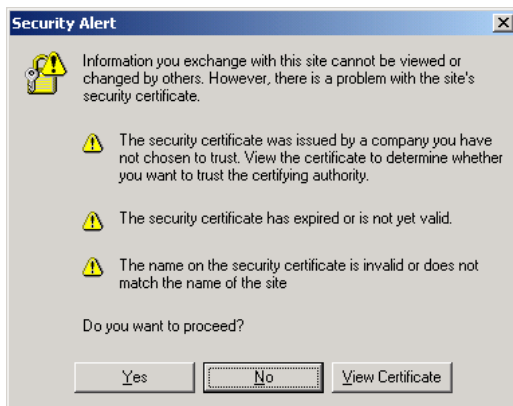 Security Alert
Information you exchange with this site cannot be viewed or
changed by others. However, there is a problem with the site's
security certificate.
The security certificate was issued by a company you have
not chosen to trust. View the certificate to determine whether
you want to trust the certifying authority.
The security certificate has expired or is not yet valid.
The name on the security certificate is invalid or does not
match the name of the site
Do you want to proceed?
Yes No View Certificate